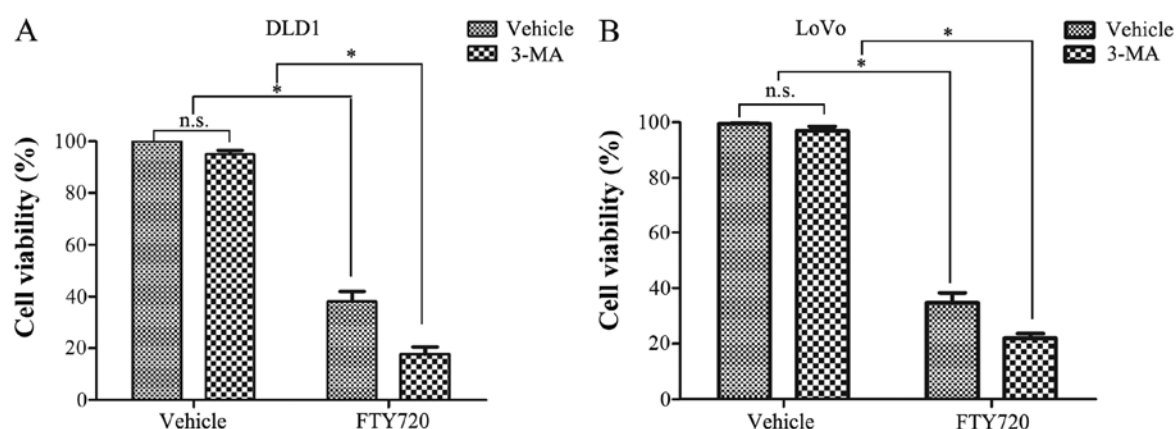 A
DLD1
Vehicle
3-MA
*
*
n.s.
Cell viability (%)
100
80
60
40
20
0
Vehicle
FTY720
B
LoVo
Vehicle
3-MA
*
*
n.s.
Cell viability (%)
100
80
60
40
20
0
Vehicle
FTY720